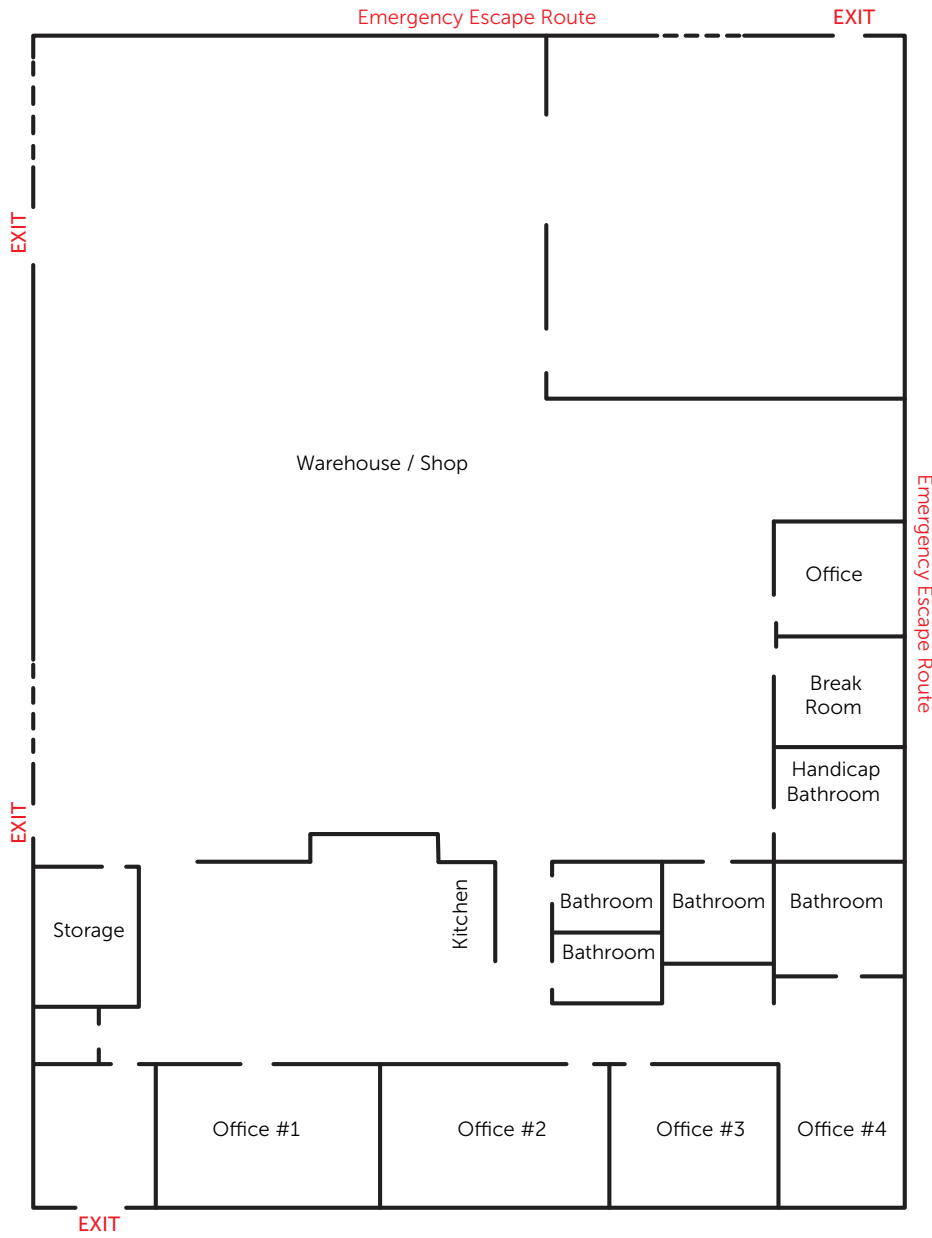 Emergency Escape Route
EXIT
EXIT
Warehouse / Shop
Emergency Escape Route
Office
Break
Room
Handicap
Bathroom
EXIT
Storage
Kitchen
Bathroom
Bathroom
Bathroom
Bathroom
Office #1
Office #2
Office #3
Office #4
EXIT